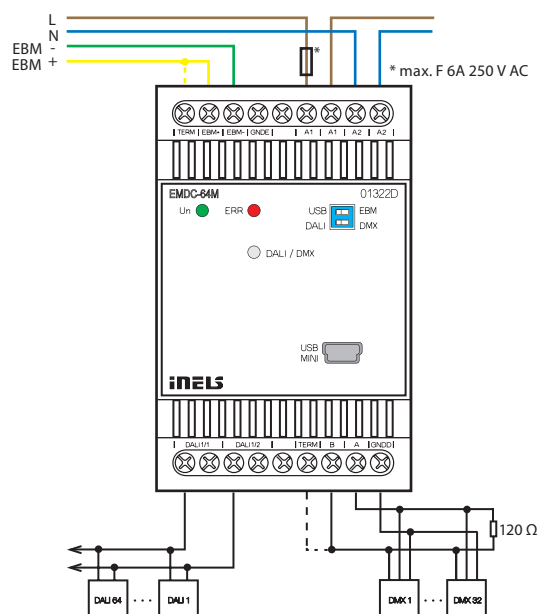 L
N
EBM -
EBM +
*
* max. F 6A 250 V AC
TERM EBM+ EBM- GNDE A1 A1 A2 A2
EMDC-64M 01322D
Un ERR USB EBM
DALI DMX
DALI / DMX
USB
MINI
iNELS
DALI1/1 DALI1/2 TERM B A GNDD
120 Ω
DALI 64 ... DALI 1 DMX 1 ... DMX 32